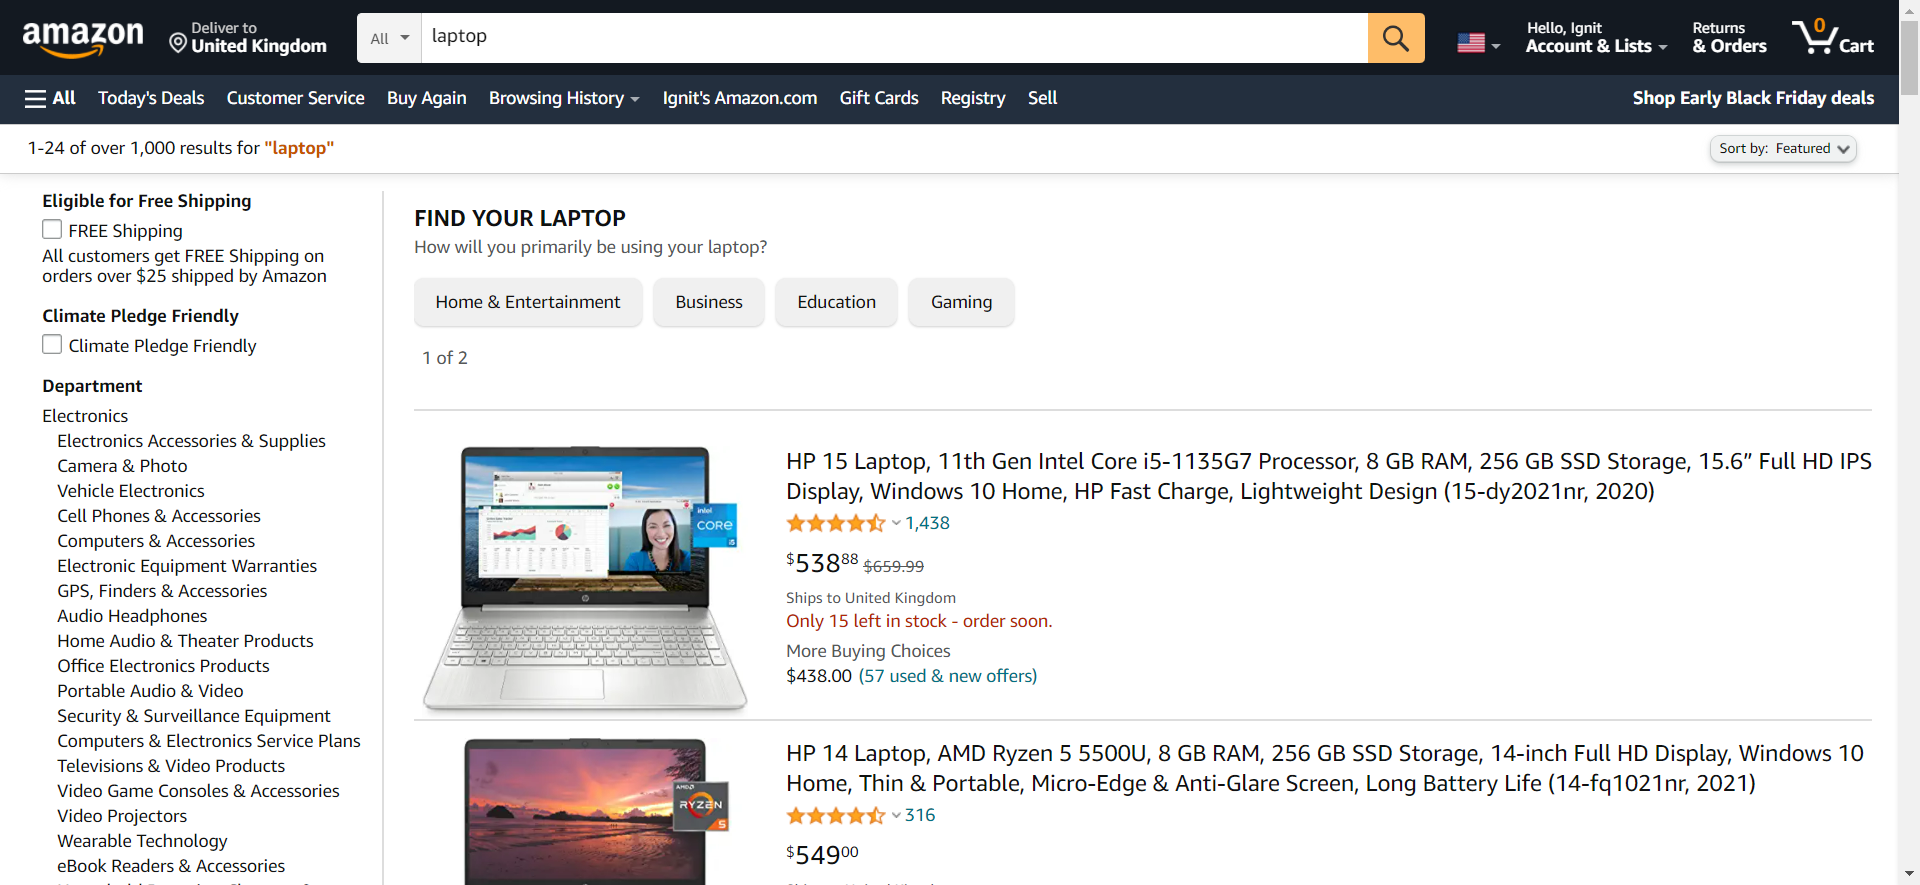 amazon
Deliver to
United Kingdom
All
laptop
Hello, Ignit
Account & Lists
Returns
& Orders
0
Cart
All
Today's Deals
Customer Service
Buy Again
Browsing History
Ignit's Amazon.com
Gift Cards
Registry
Sell
Shop Early Black Friday deals
1-24 of over 1,000 results for "laptop"
Sort by: Featured
Eligible for Free Shipping
FREE Shipping
All customers get FREE Shipping on
orders over $25 shipped by Amazon
Climate Pledge Friendly
Climate Pledge Friendly
Department
Electronics
Electronics Accessories & Supplies
Camera & Photo
Vehicle Electronics
Cell Phones & Accessories
Computers & Accessories
Electronic Equipment Warranties
GPS, Finders & Accessories
Audio Headphones
Home Audio & Theater Products
Office Electronics Products
Portable Audio & Video
Security & Surveillance Equipment
Computers & Electronics Service Plans
Televisions & Video Products
Video Game Consoles & Accessories
Video Projectors
Wearable Technology
eBook Readers & Accessories
FIND YOUR LAPTOP
How will you primarily be using your laptop?
Home & Entertainment
Business
Education
Gaming
1 of 2
intel
CORE
i5
HP 15 Laptop, 11th Gen Intel Core i5-1135G7 Processor, 8 GB RAM, 256 GB SSD Storage, 15.6” Full HD IPS
Display, Windows 10 Home, HP Fast Charge, Lightweight Design (15-dy2021nr, 2020)
1,438
$538 88 $659.99
Ships to United Kingdom
Only 15 left in stock - order soon.
More Buying Choices
$438.00 (57 used & new offers)
AMD
RYZEN
5
HP 14 Laptop, AMD Ryzen 5 5500U, 8 GB RAM, 256 GB SSD Storage, 14-inch Full HD Display, Windows 10
Home, Thin & Portable, Micro-Edge & Anti-Glare Screen, Long Battery Life (14-fq1021nr, 2021)
316
$549 00